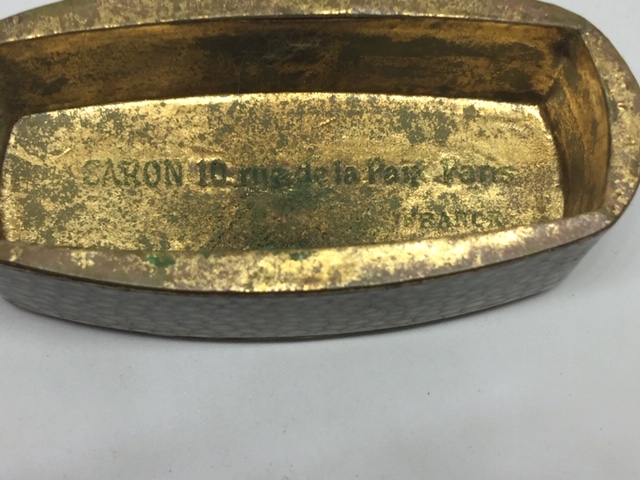 CARON 10 rue de la Paix Paris
FRANCE